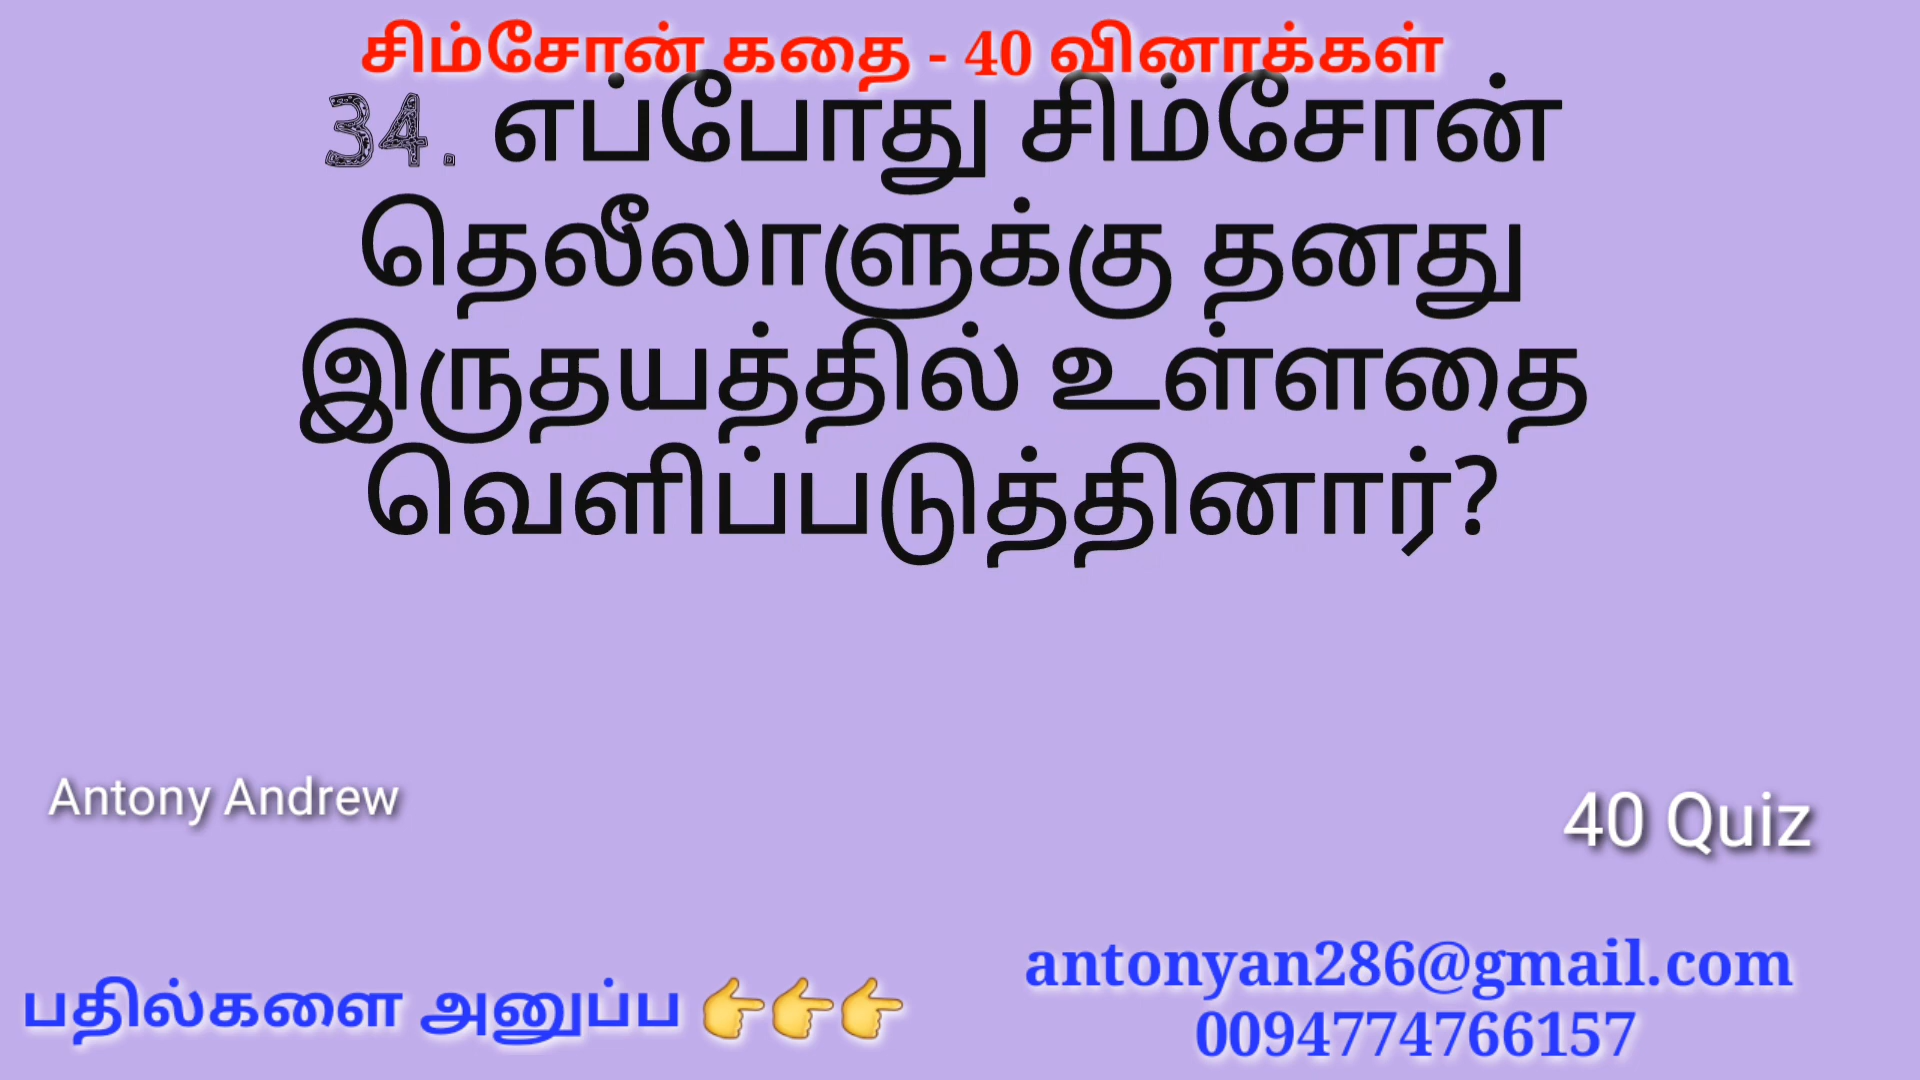 சிம்சோன் கதை - 40 வினாக்கள்
34. எப்போது சிம்சோன்
தெலீலாளுக்கு தனது
இருதயத்தில் உள்ளதை
வெளிப்படுத்தினார்?
Antony Andrew
40 Quiz
பதில்களை அனுப்ப 👉👉👉
antonyan286@gmail.com
0094774766157